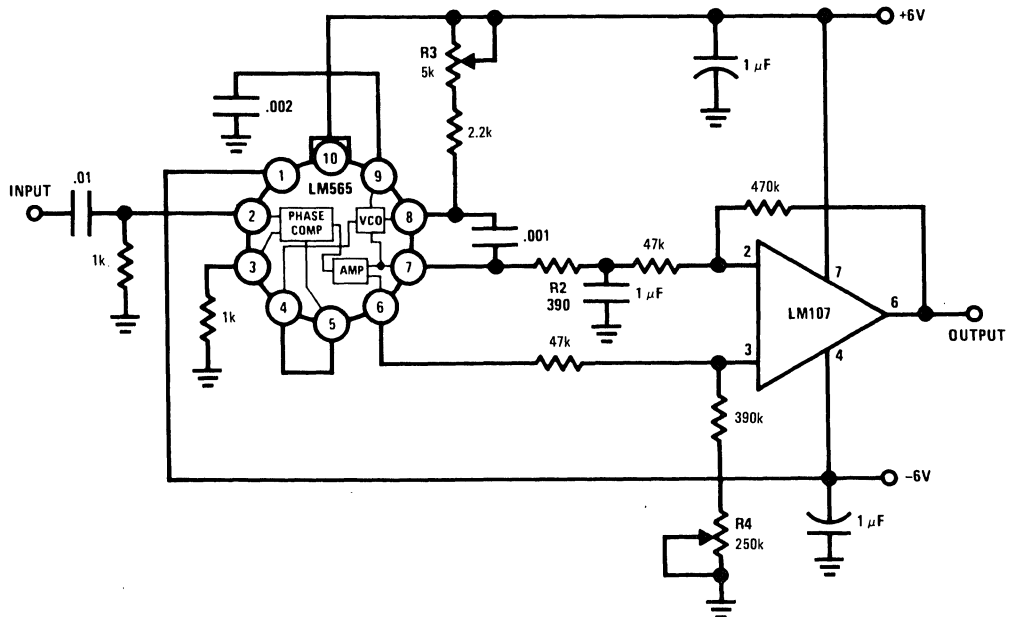 +6V
R3
5k
1 μF
.002
2.2k
10
1
9
LM565
INPUT
.01
470k
2
PHASE
COMP
VCO
8
.001
47k
2
1k
3
AMP
7
R2
390
1 μF
7
4
5
6
LM107
6
OUTPUT
1k
47k
3
4
390k
−6V
R4
250k
1 μF